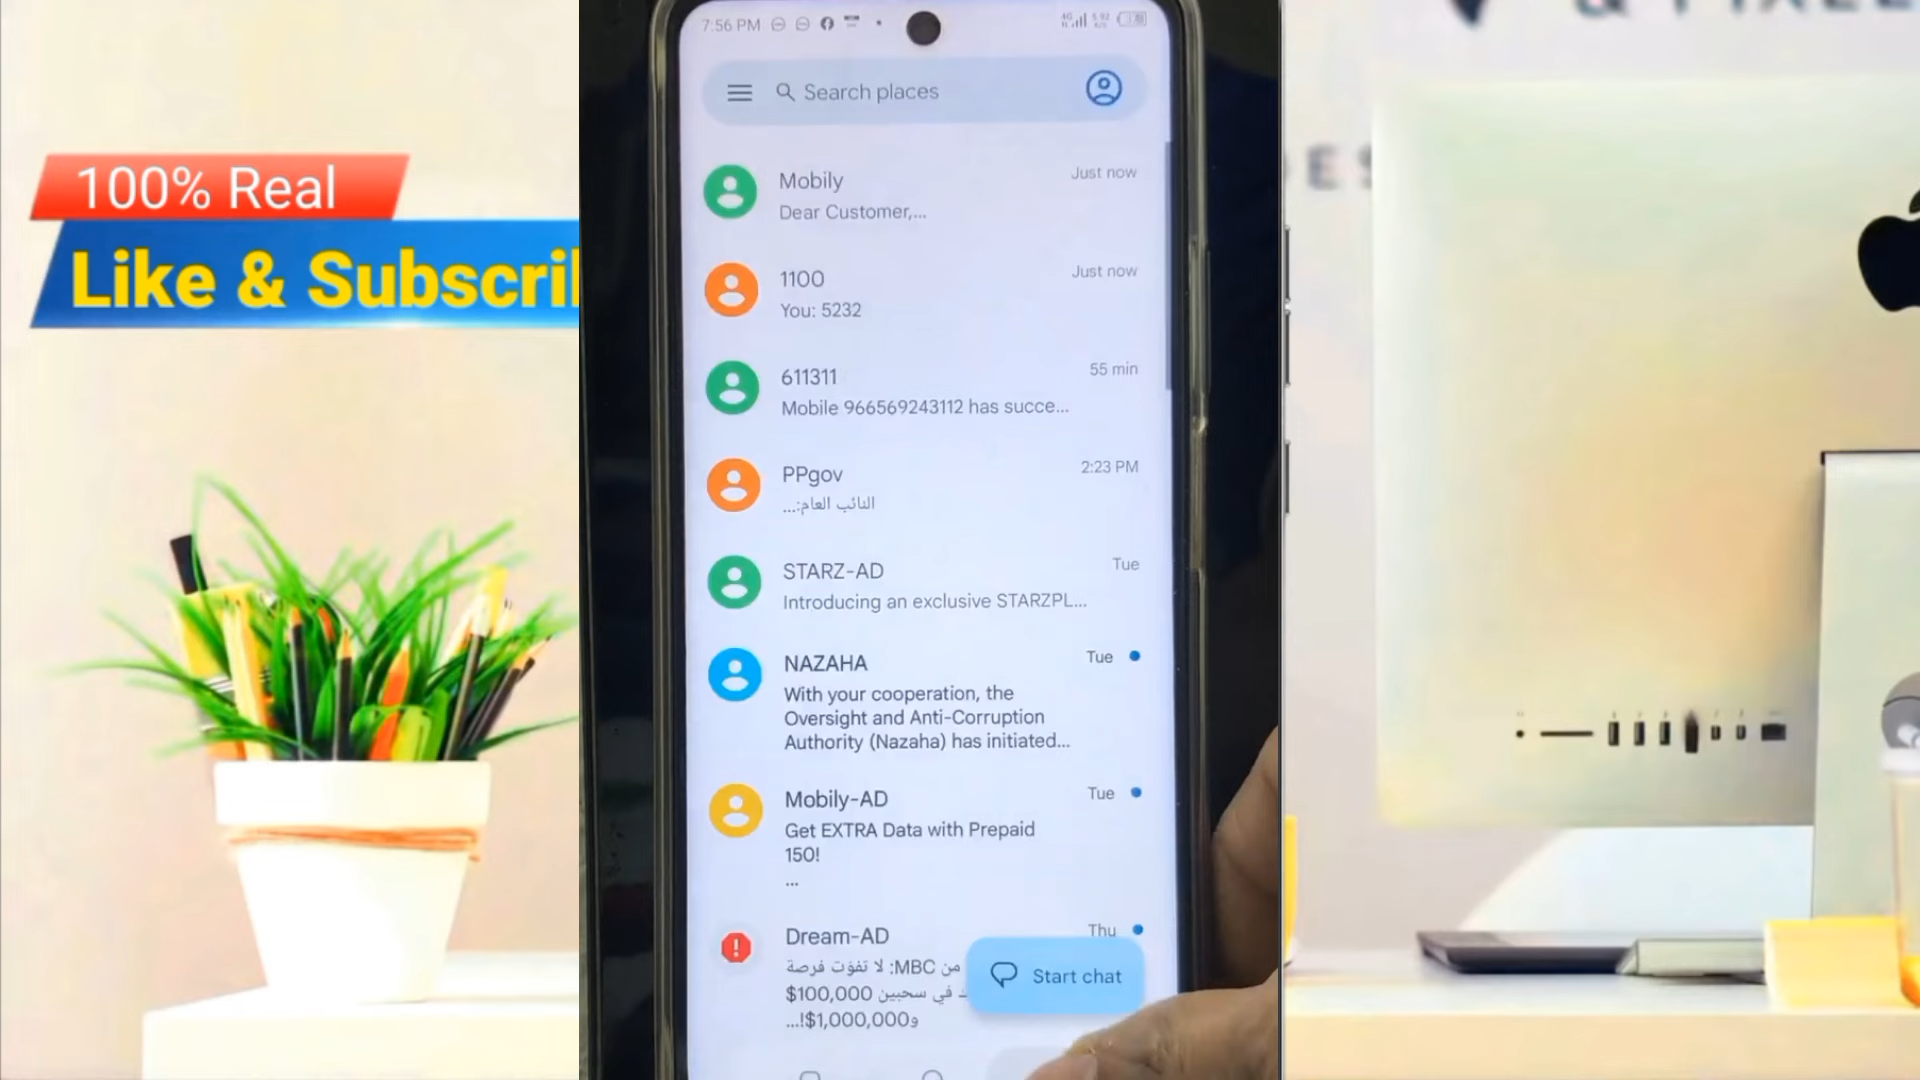 100% Real
Like & Subscri
7:56 PM
Search places
Mobily
Just now
Dear Customer,...
1100
Just now
You: 5232
611311
55 min
Mobile 966569243112 has succe...
PPgov
2:23 PM
النائب العام:...
STARZ-AD
Tue
Introducing an exclusive STARZPL...
NAZAHA
Tue
With your cooperation, the
Oversight and Anti-Corruption
Authority (Nazaha) has initiated...
Mobily-AD
Tue
Get EXTRA Data with Prepaid
150!
...
Dream-AD
Thu
من MBC: لا تفوّت فرصة
في سحبين $100,000
و$1,000,000!...
Start chat